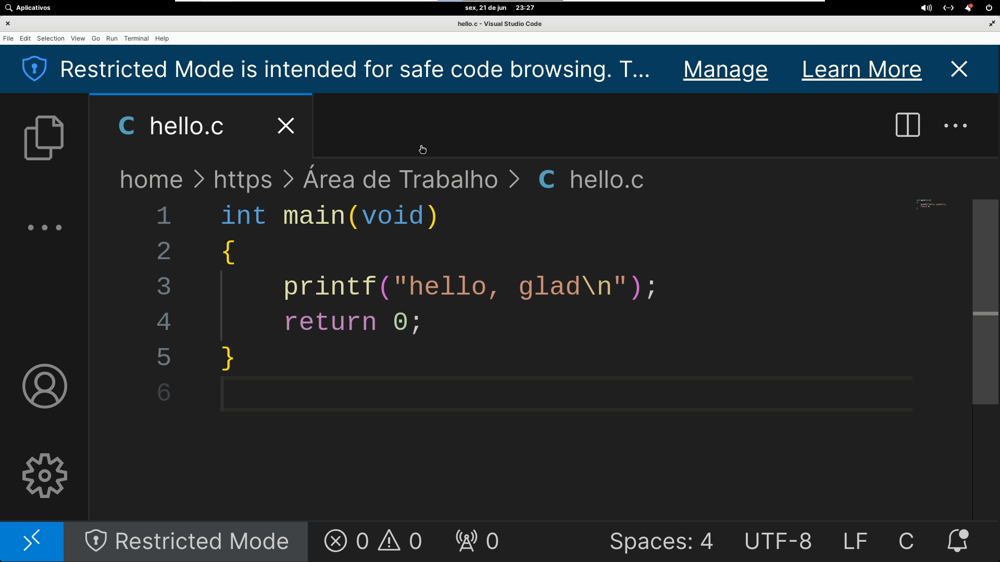 Aplicativos sex, 21 de jun 23:27
hello.c - Visual Studio Code
File Edit Selection View Go Run Terminal Help
Restricted Mode is intended for safe code browsing. T... Manage Learn More
C hello.c
home > https > Área de Trabalho > C hello.c
1 int main(void)
2 {
3     printf("hello, glad\n");
4     return 0;
5 }
6
Restricted Mode 0 0 0 Spaces: 4 UTF-8 LF C